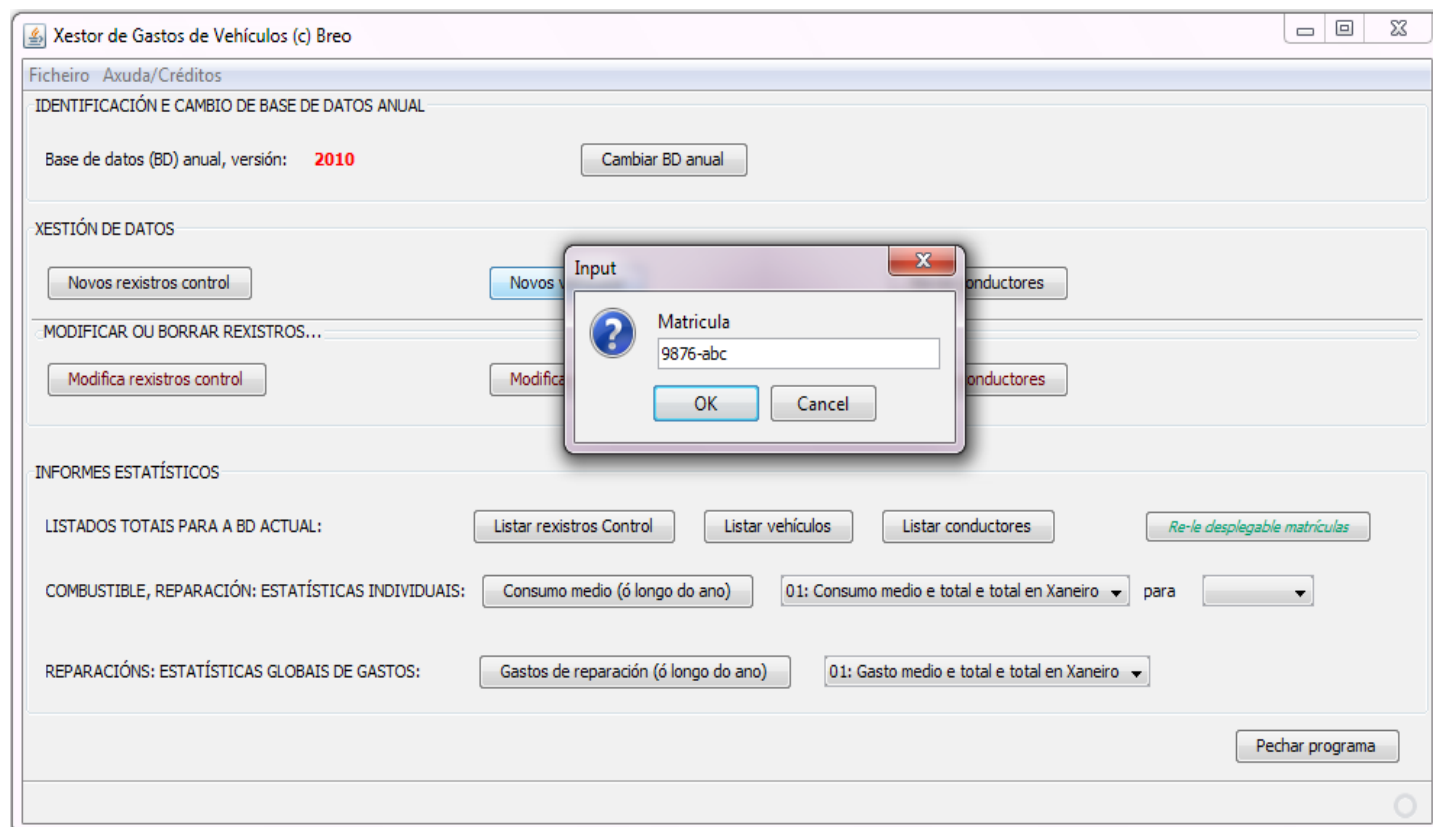 Xestor de Gastos de Vehículos (c) Breo
Ficheiro Axuda/Créditos
IDENTIFICACIÓN E CAMBIO DE BASE DE DATOS ANUAL
Base de datos (BD) anual, versión: 2010 Cambiar BD anual
XESTIÓN DE DATOS
Novos rexistros control Novos onductores
Input
Matricula
9876-abc
OK Cancel
MODIFICAR OU BORRAR REXISTROS...
Modifica rexistros control Modifica onductores
INFORMES ESTATÍSTICOS
LISTADOS TOTAIS PARA A BD ACTUAL: Listar rexistros Control Listar vehículos Listar conductores Re-le desplegable matrículas
COMBUSTIBLE, REPARACIÓN: ESTATÍSTICAS INDIVIDUAIS: Consumo medio (ó longo do ano) 01: Consumo medio e total e total en Xaneiro para
REPARACIÓNS: ESTATÍSTICAS GLOBAIS DE GASTOS: Gastos de reparación (ó longo do ano) 01: Gasto medio e total e total en Xaneiro
Pechar programa